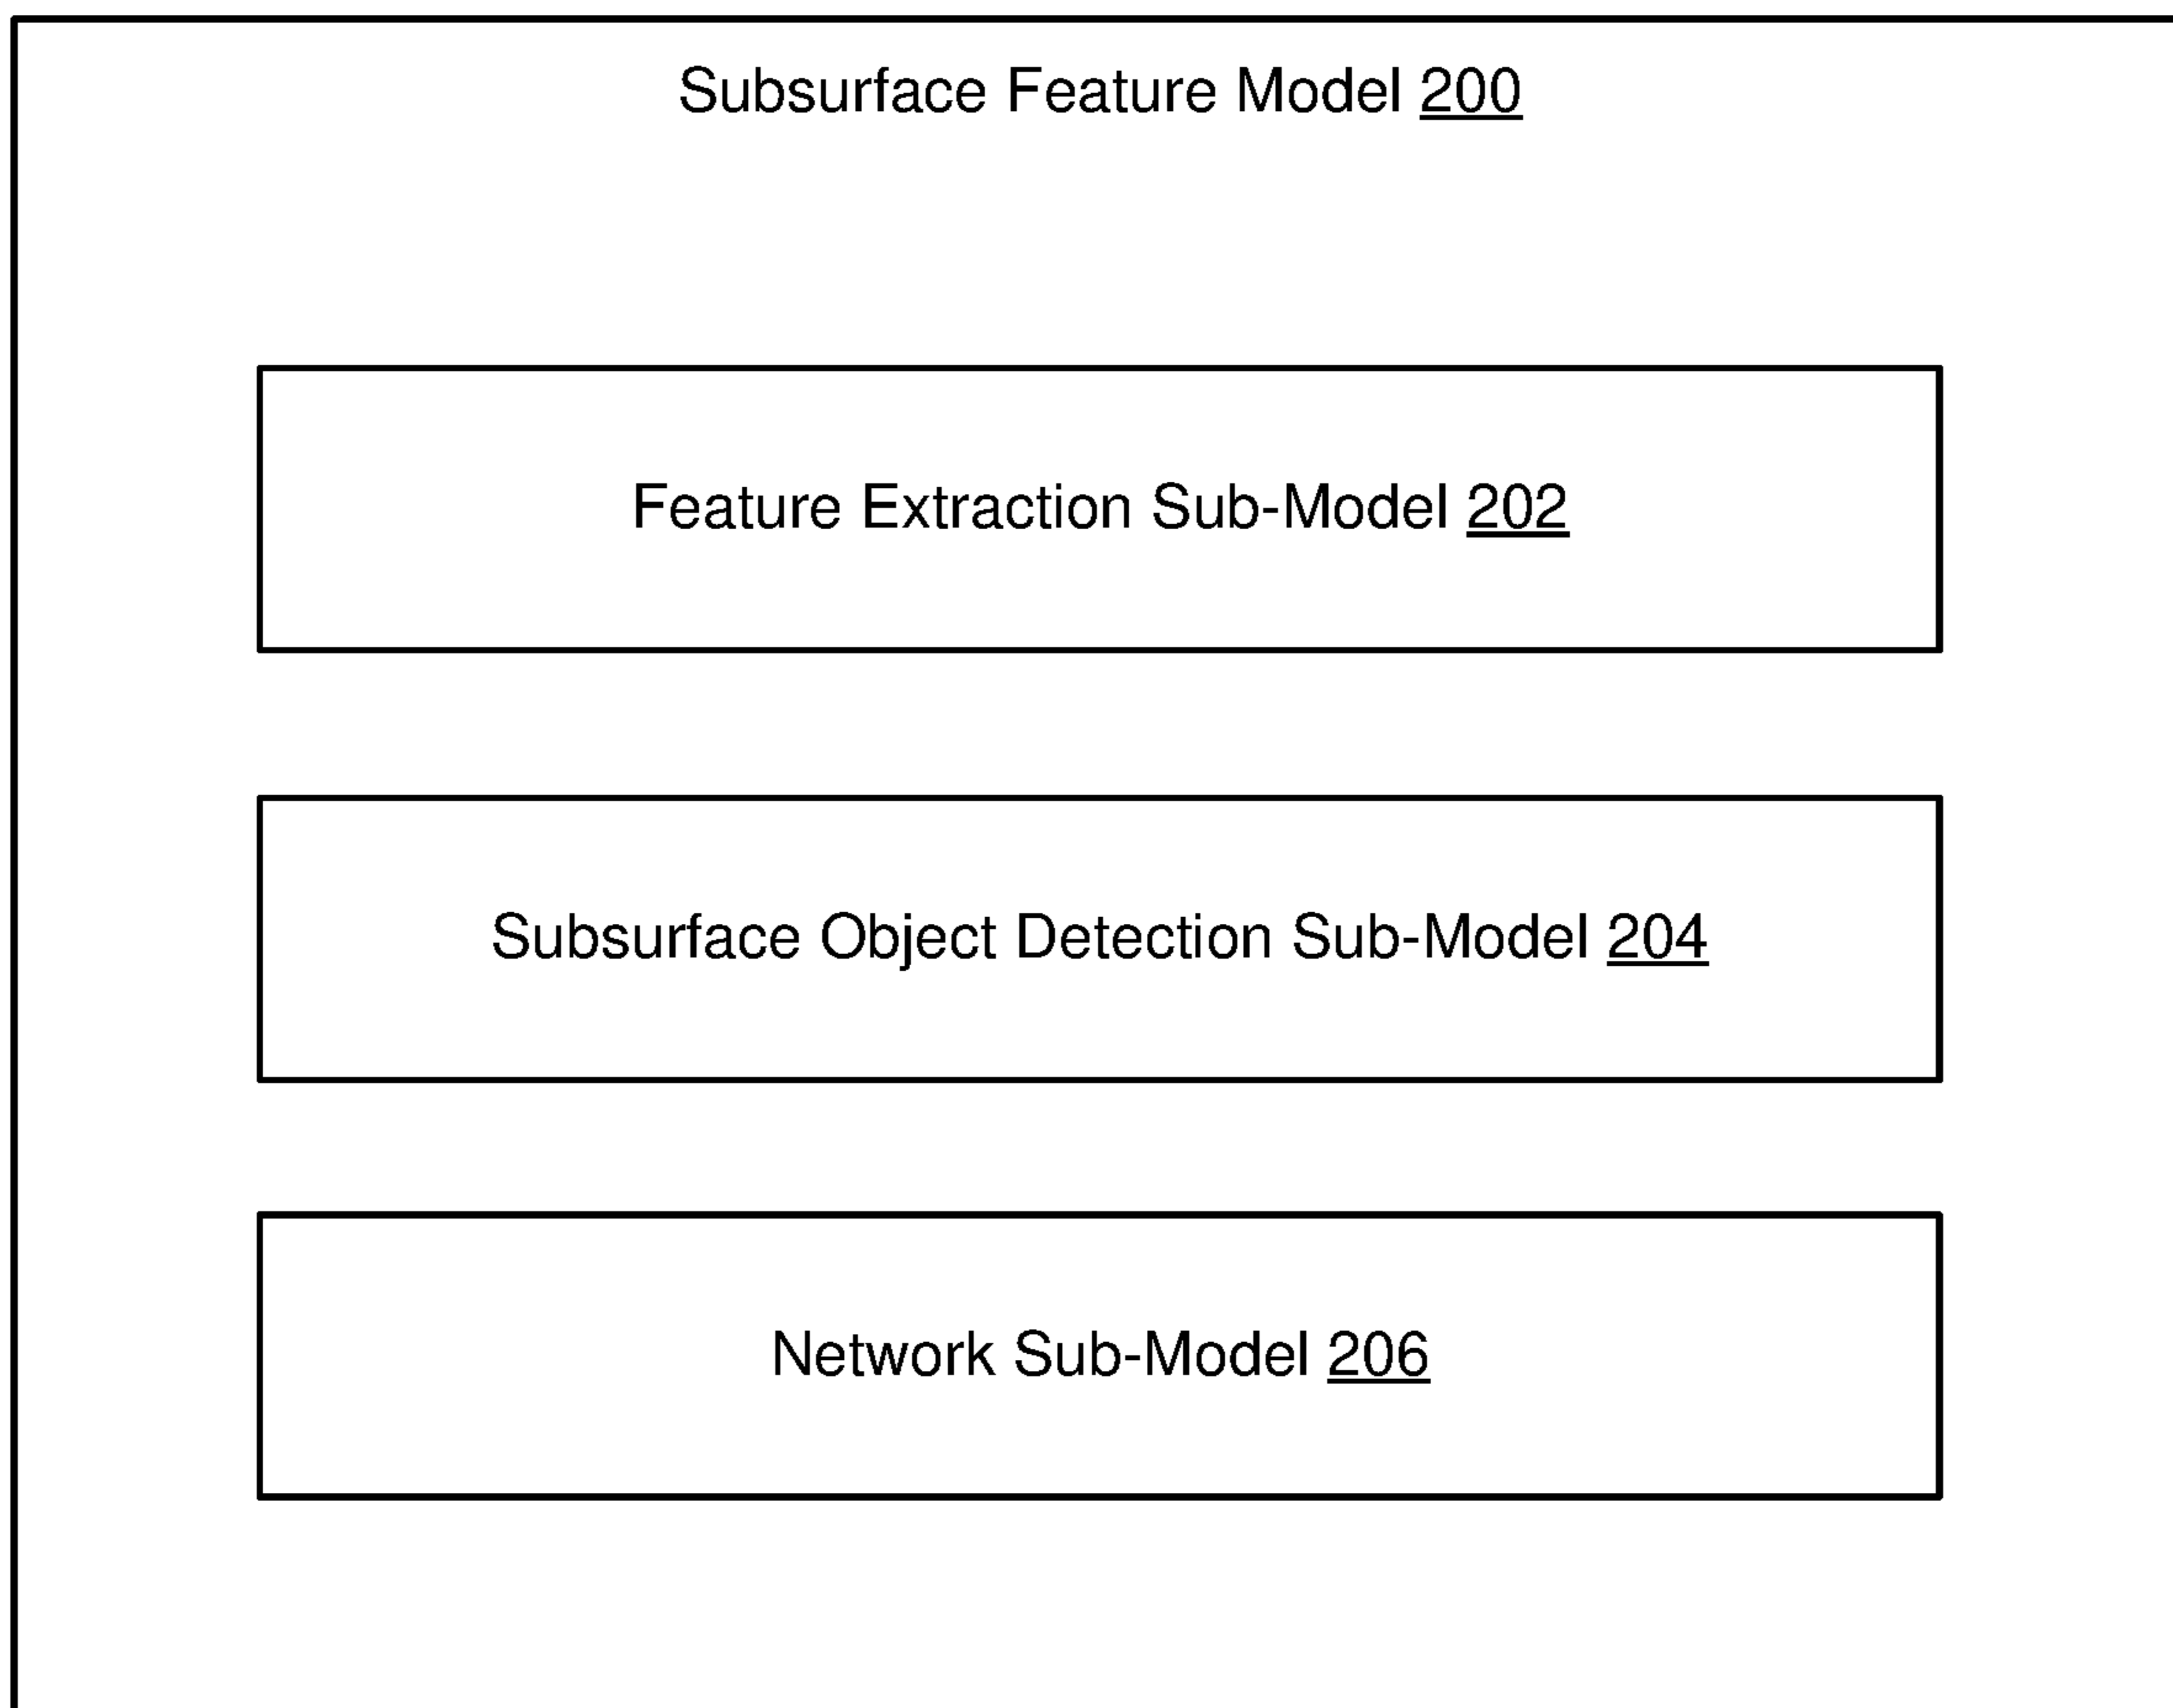 Subsurface Feature Model 200
Feature Extraction Sub-Model 202
Subsurface Object Detection Sub-Model 204
Network Sub-Model 206